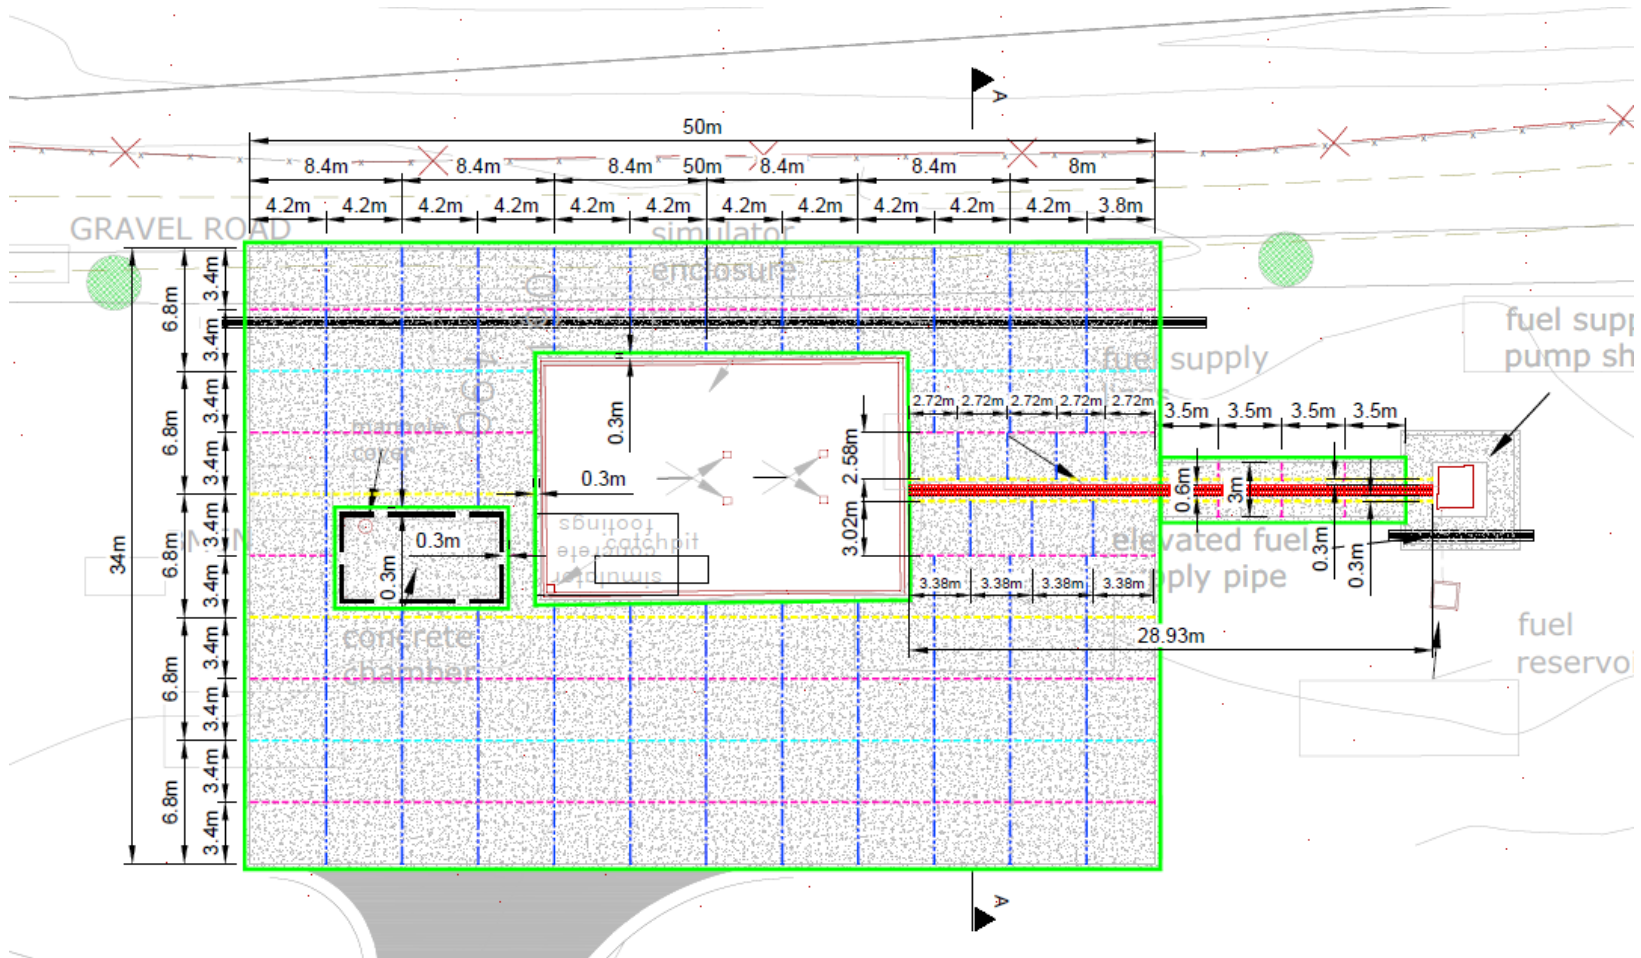 A
50m
8.4m 8.4m 8.4m 50m 8.4m 8.4m 8m
4.2m 4.2m 4.2m 4.2m 4.2m 4.2m 4.2m 4.2m 4.2m 4.2m 4.2m 3.8m
GRAVEL ROAD
simulator
enclosure
34m
6.8m
6.8m
6.8m
6.8m
6.8m
3.4m
3.4m
3.4m
3.4m
3.4m
3.4m
3.4m
3.4m
3.4m
3.4m
fuel supply
fuel supp
pump sh
2.72m 2.72m 2.72m 2.72m 2.72m
3.5m 3.5m 3.5m 3.5m
manhole
cover
0.3m
0.3m
2.58m
3.02m
0.6m
3m
0.3m
0.3m
0.3m
0.3m
catchpit
footings
concrete
simulator
elevated fuel
supply pipe
3.38m 3.38m 3.38m 3.38m
28.93m
concrete
chamber
fuel
reservoi
A